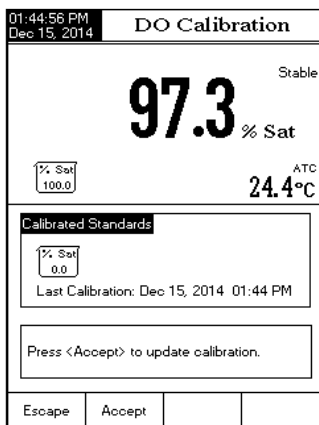 01:44:56 PM
Dec 15, 2014
DO Calibration
Stable
97.3 % Sat
% Sat
100.0
ATC
24.4°C
Calibrated Standards
% Sat
0.0
Last Calibration: Dec 15, 2014 01:44 PM
Press <Accept> to update calibration.
Escape Accept